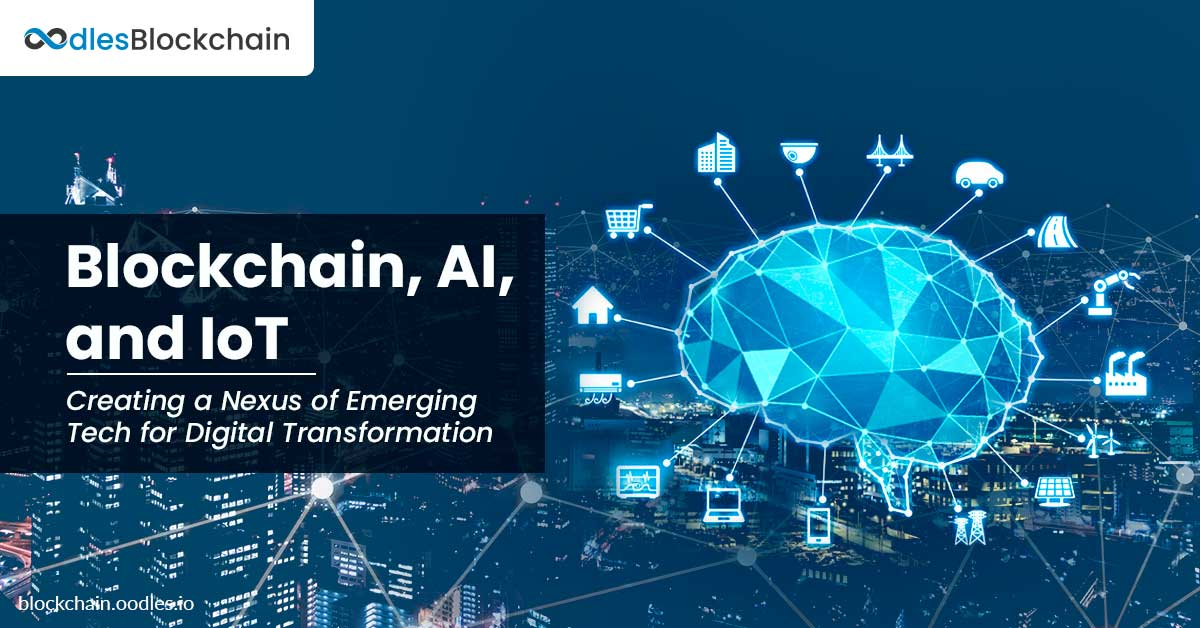 oodlesBlockchain
Blockchain, AI,
and IoT
Creating a Nexus of Emerging
Tech for Digital Transformation
blockchain.oodles.io